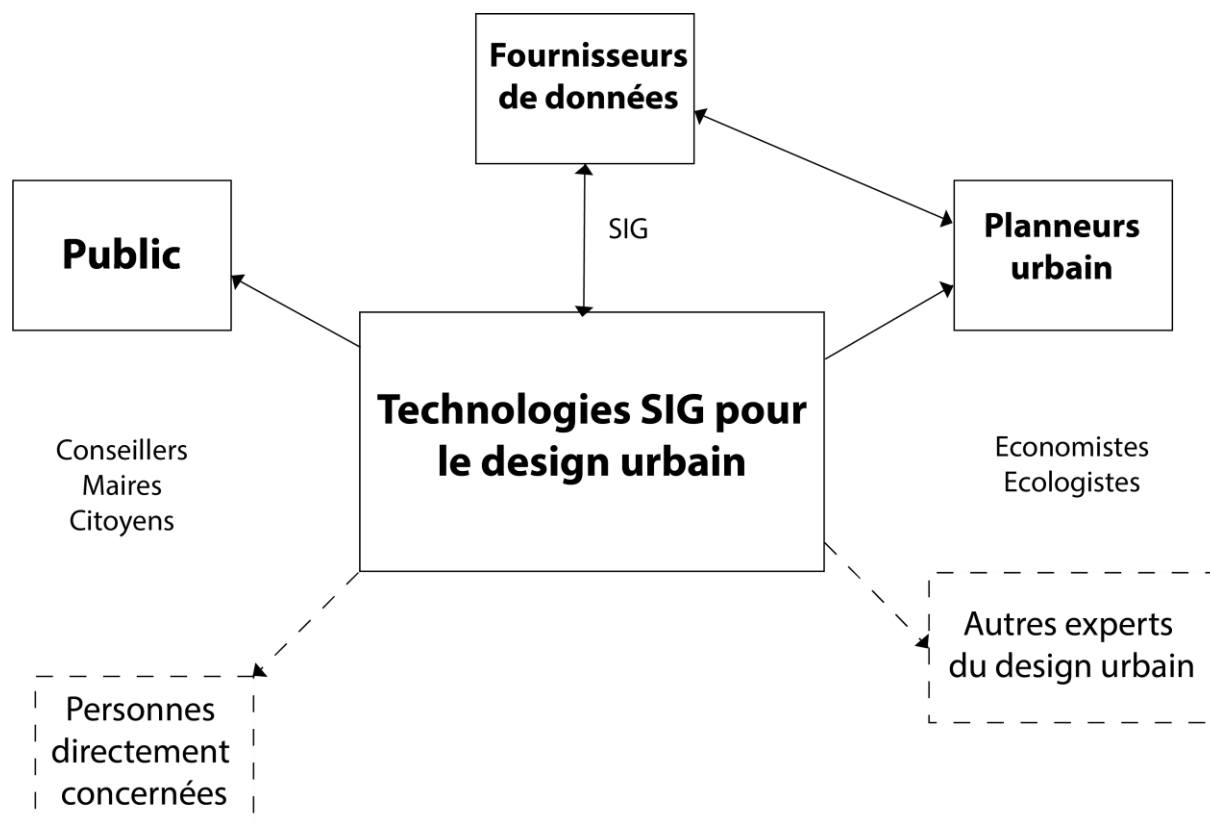 Fournisseurs
de données
Public
SIG
Planneurs
urbain
Technologies SIG pour
le design urbain
Conseillers
Maires
Citoyens
Economistes
Ecologistes
Autres experts
du design urbain
Personnes
directement
concernées